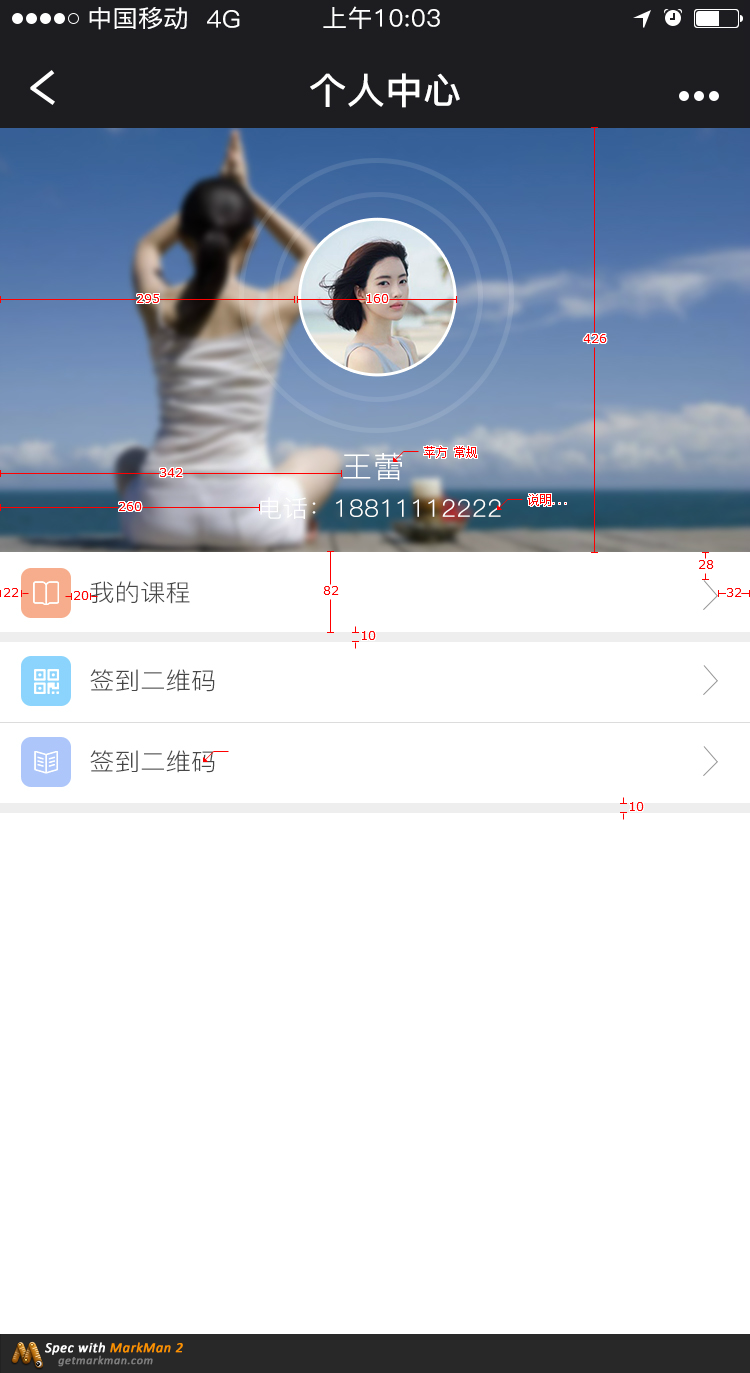 中国移动 4G 上午10:03
个人中心
295
160
426
王蕾
苹方 常规
342
260
电话：18811112222
说明...
22
20
我的课程
82
28
32
10
签到二维码
签到二维码
10
Spec with MarkMan 2
getmarkman.com